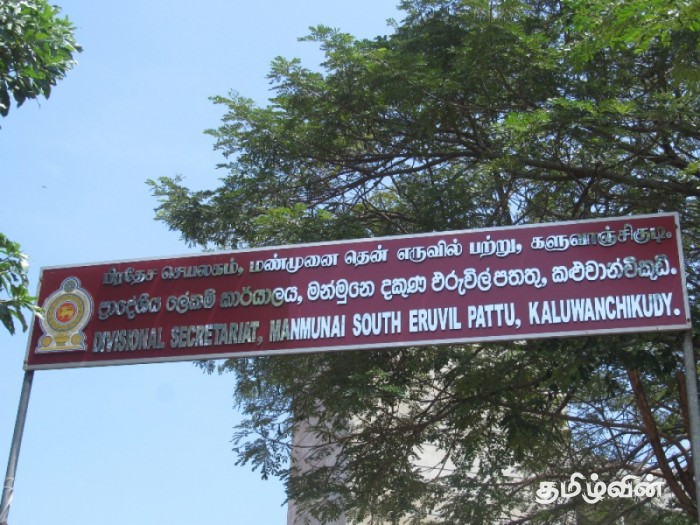 பிரதேச செயலகம், மண்முனை தென் எருவில் பற்று, களுவாஞ்சிகுடி.
ප්‍රාදේශීය ලේකම් කාර්යාලය, මන්මුනෙ දකුණ එරුවිල්පත්තු, කළුවාන්චිකුඩි.
DIVISIONAL SECRETARIAT, MANMUNAI SOUTH ERUVIL PATTU, KALUWANCHIKUDY.
தமிழ்வின்